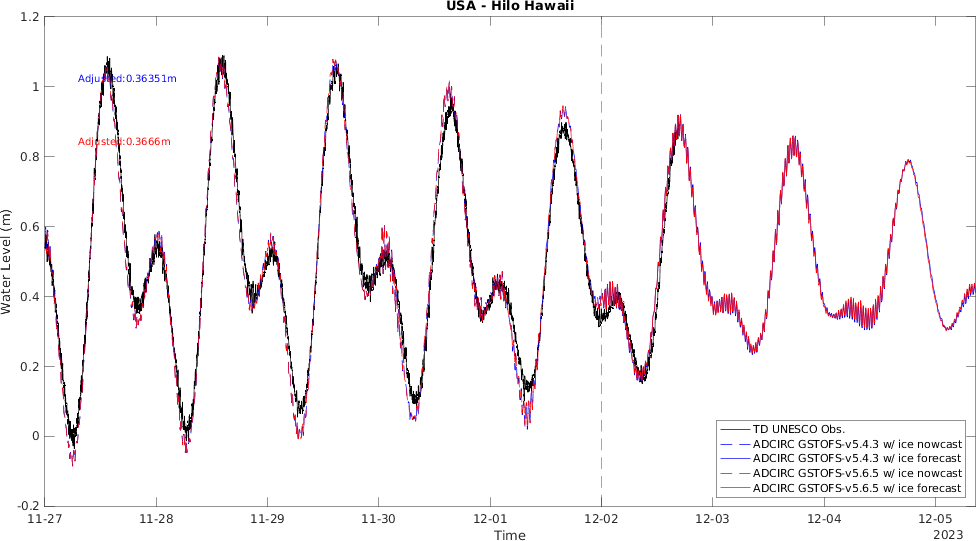 USA - Hilo Hawaii
Water Level (m)
1.2
1
0.8
0.6
0.4
0.2
0
-0.2
Adjusted:0.36351m
Adjusted:0.3666m
TD UNESCO Obs.
ADCIRC GSTOFS-v5.4.3 w/ ice nowcast
ADCIRC GSTOFS-v5.4.3 w/ ice forecast
ADCIRC GSTOFS-v5.6.5 w/ ice nowcast
ADCIRC GSTOFS-v5.6.5 w/ ice forecast
11-27 11-28 11-29 11-30 12-01 12-02 12-03 12-04 12-05
Time
2023